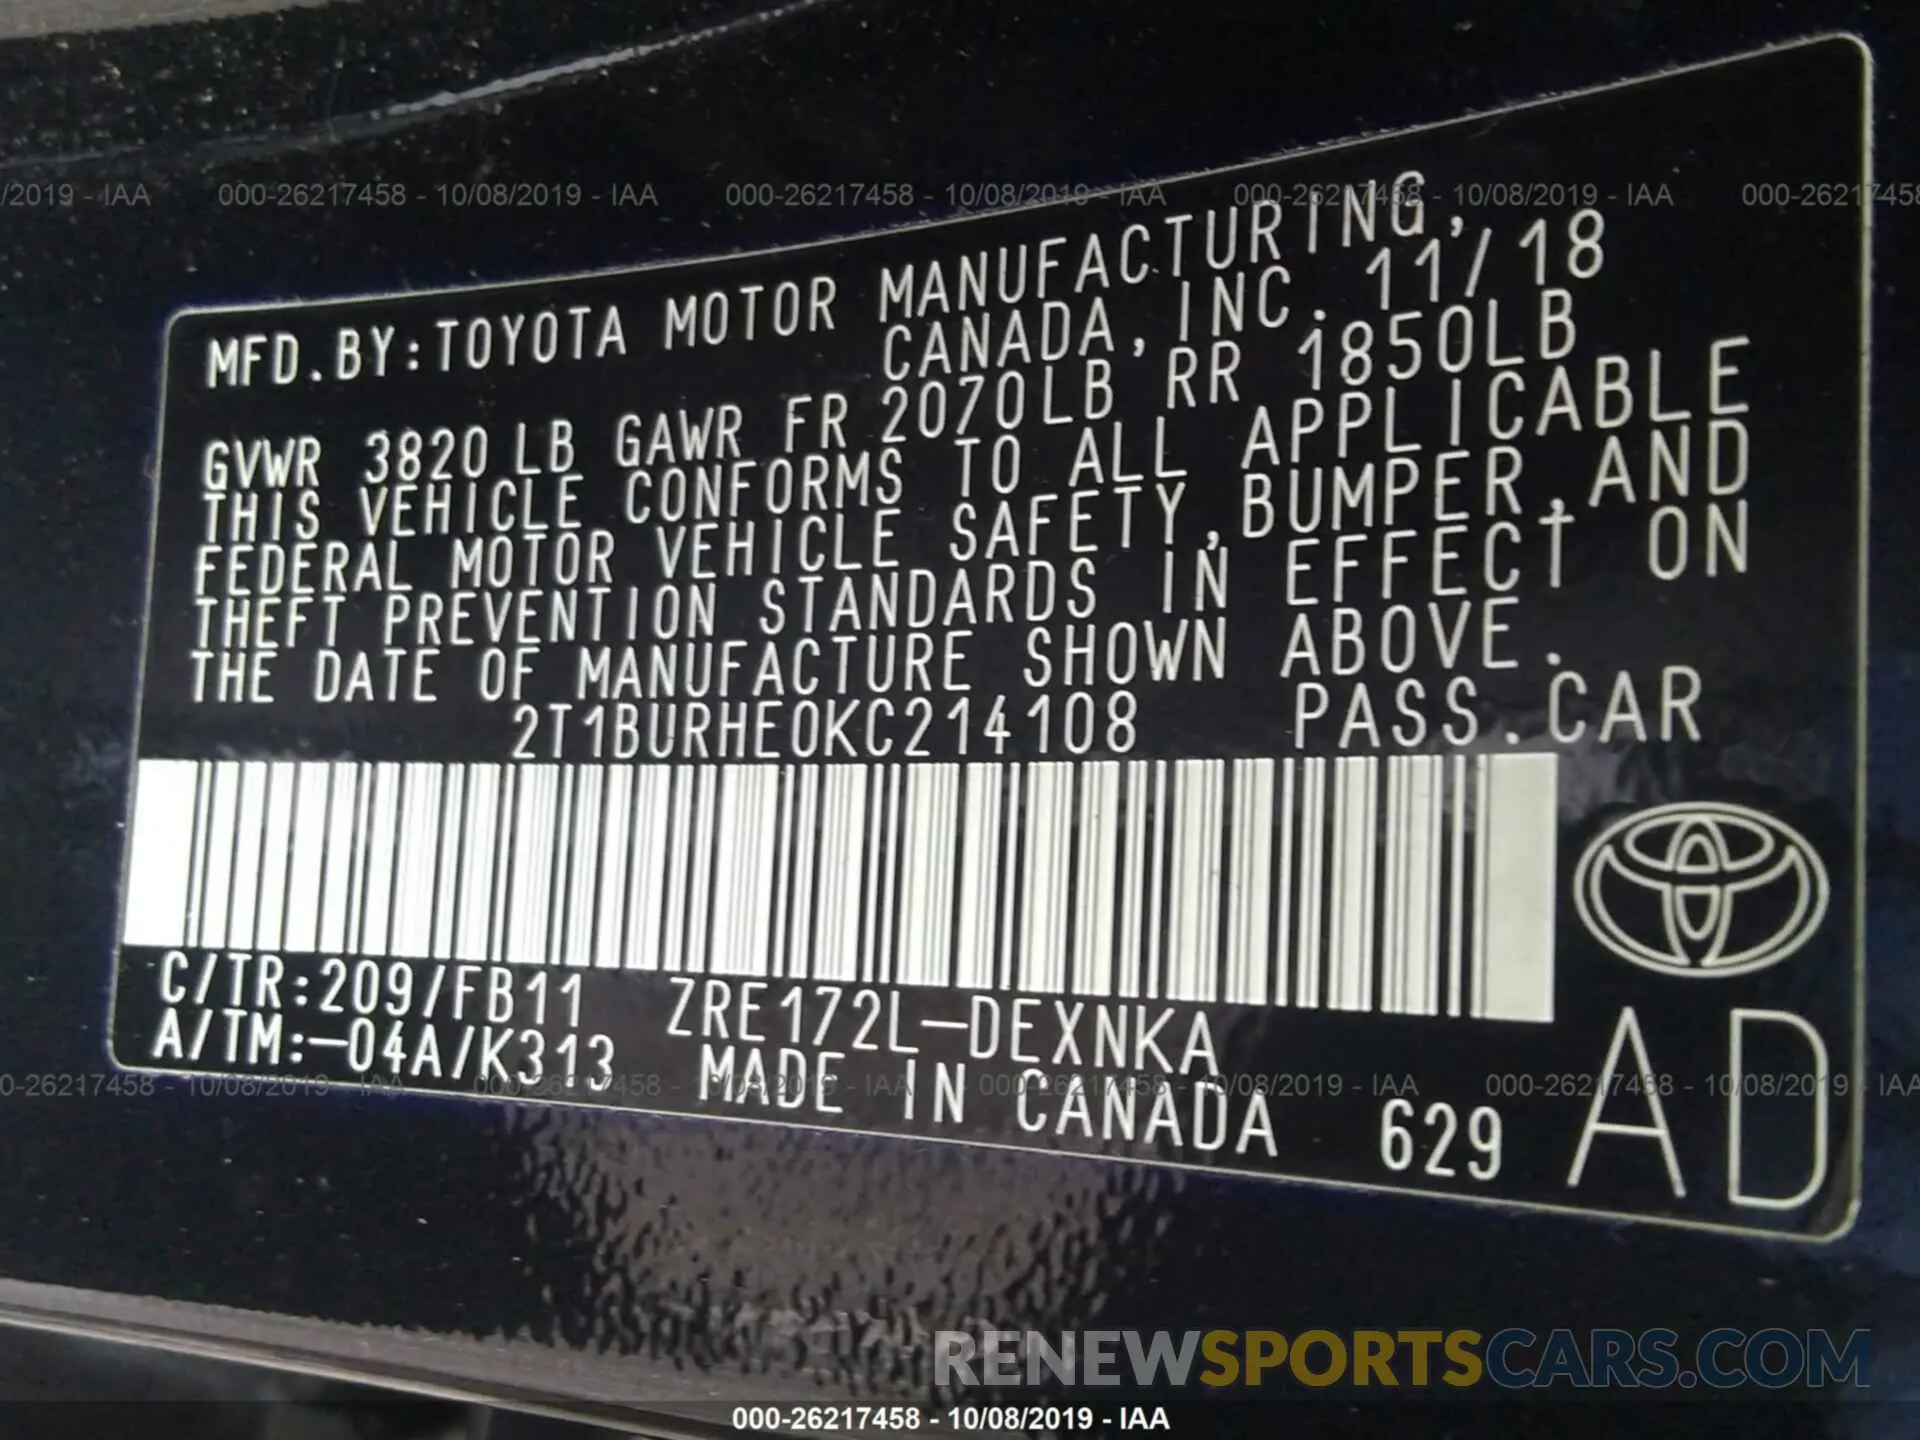 /2019 - IAA 000-26217458 - 10/08/2019 - IAA 000-26217458 - 10/08/2019 - IAA 000-26217458 - 10/08/2019 - IAA 000-26217458
MFD.BY:TOYOTA MOTOR MANUFACTURING,
CANADA,INC. 11/18
GVWR 3820LB GAWR FR 2070LB RR 1850LB
THIS VEHICLE CONFORMS TO ALL APPLICABLE
FEDERAL MOTOR VEHICLE SAFETY,BUMPER,AND
THEFT PREVENTION STANDARDS IN EFFECT ON
THE DATE OF MANUFACTURE SHOWN ABOVE.
2T1BURHE0KC214108 PASS.CAR
C/TR:209/FB11 ZRE172L-DEXNKA
A/TM:-04A/K313 MADE IN CANADA 629 AD
0-26217458 - 10/08/2019 - IAA 000-26217458 - 10/08/2019 - IAA 000-26217458 - 10/08/2019 - IAA 000-26217458 - 10/08/2019 - IAA
RENEWSPORTSCARS.COM
000-26217458 - 10/08/2019 - IAA